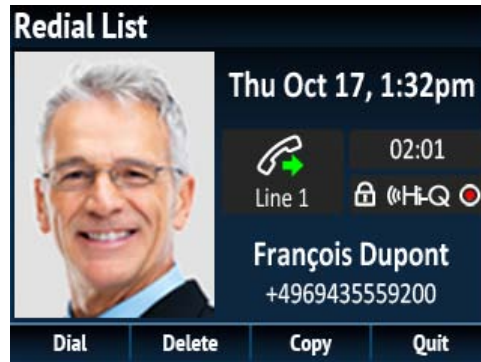 Redial List
Thu Oct 17, 1:32pm
02:01
Line 1
Hi-Q
François Dupont
+4969435559200
Dial Delete Copy Quit